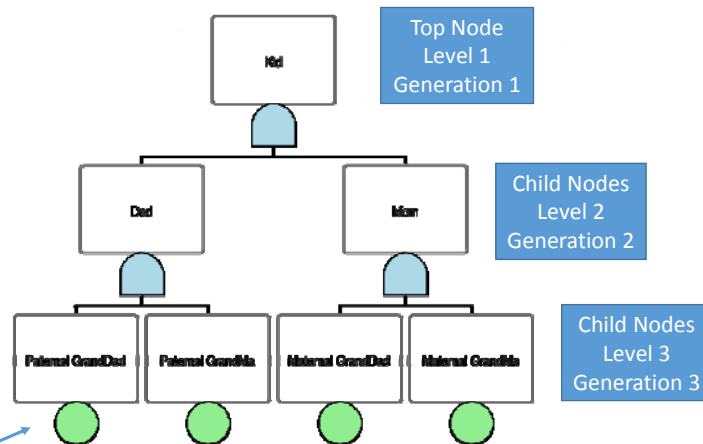 Kid
Top Node
Level 1
Generation 1
Dad
Mom
Child Nodes
Level 2
Generation 2
Paternal GrandDad
Paternal GrandMa
Maternal GrandDad
Maternal GrandMa
Child Nodes
Level 3
Generation 3